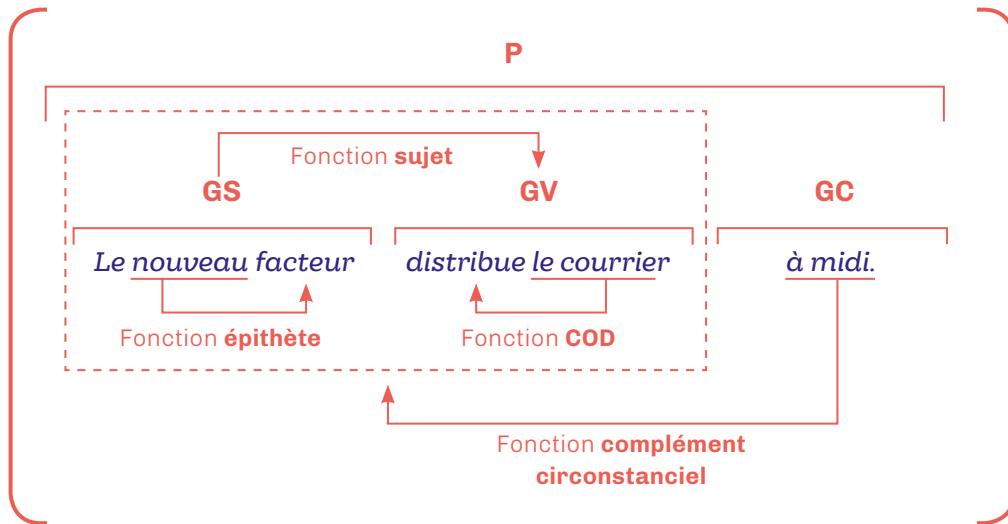 P
Fonction sujet
GS GV GC
Le nouveau facteur distribue le courrier à midi.
Fonction épithète Fonction COD
Fonction complément
circonstanciel